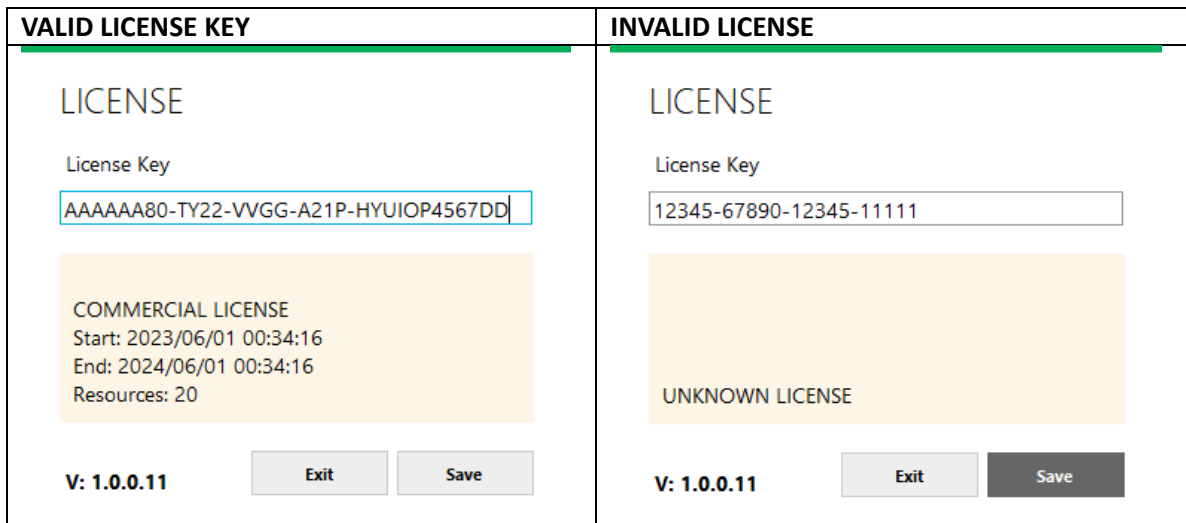 VALID LICENSE KEY
LICENSE
License Key
AAAAAA80-TY22-VVGG-A21P-HYUIOP4567DD
COMMERCIAL LICENSE
Start: 2023/06/01 00:34:16
End: 2024/06/01 00:34:16
Resources: 20
V: 1.0.0.11
Exit
Save
INVALID LICENSE
LICENSE
License Key
12345-67890-12345-11111
UNKNOWN LICENSE
V: 1.0.0.11
Exit
Save